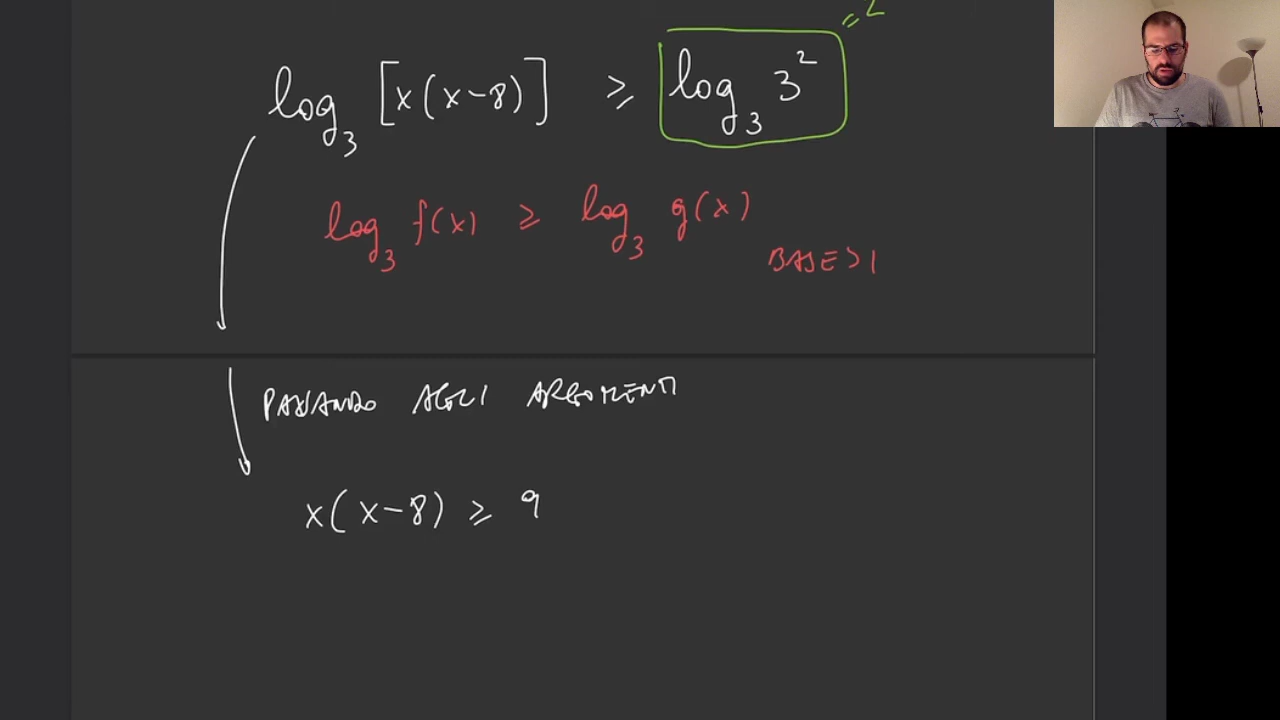 = 2
log₃ [x(x-8)] ≥ log₃ 3²
log₃ f(x) ≥ log₃ g(x)
BASE > 1
PASSANDO AGLI ARGOMENTI
x(x-8) ≥ 9